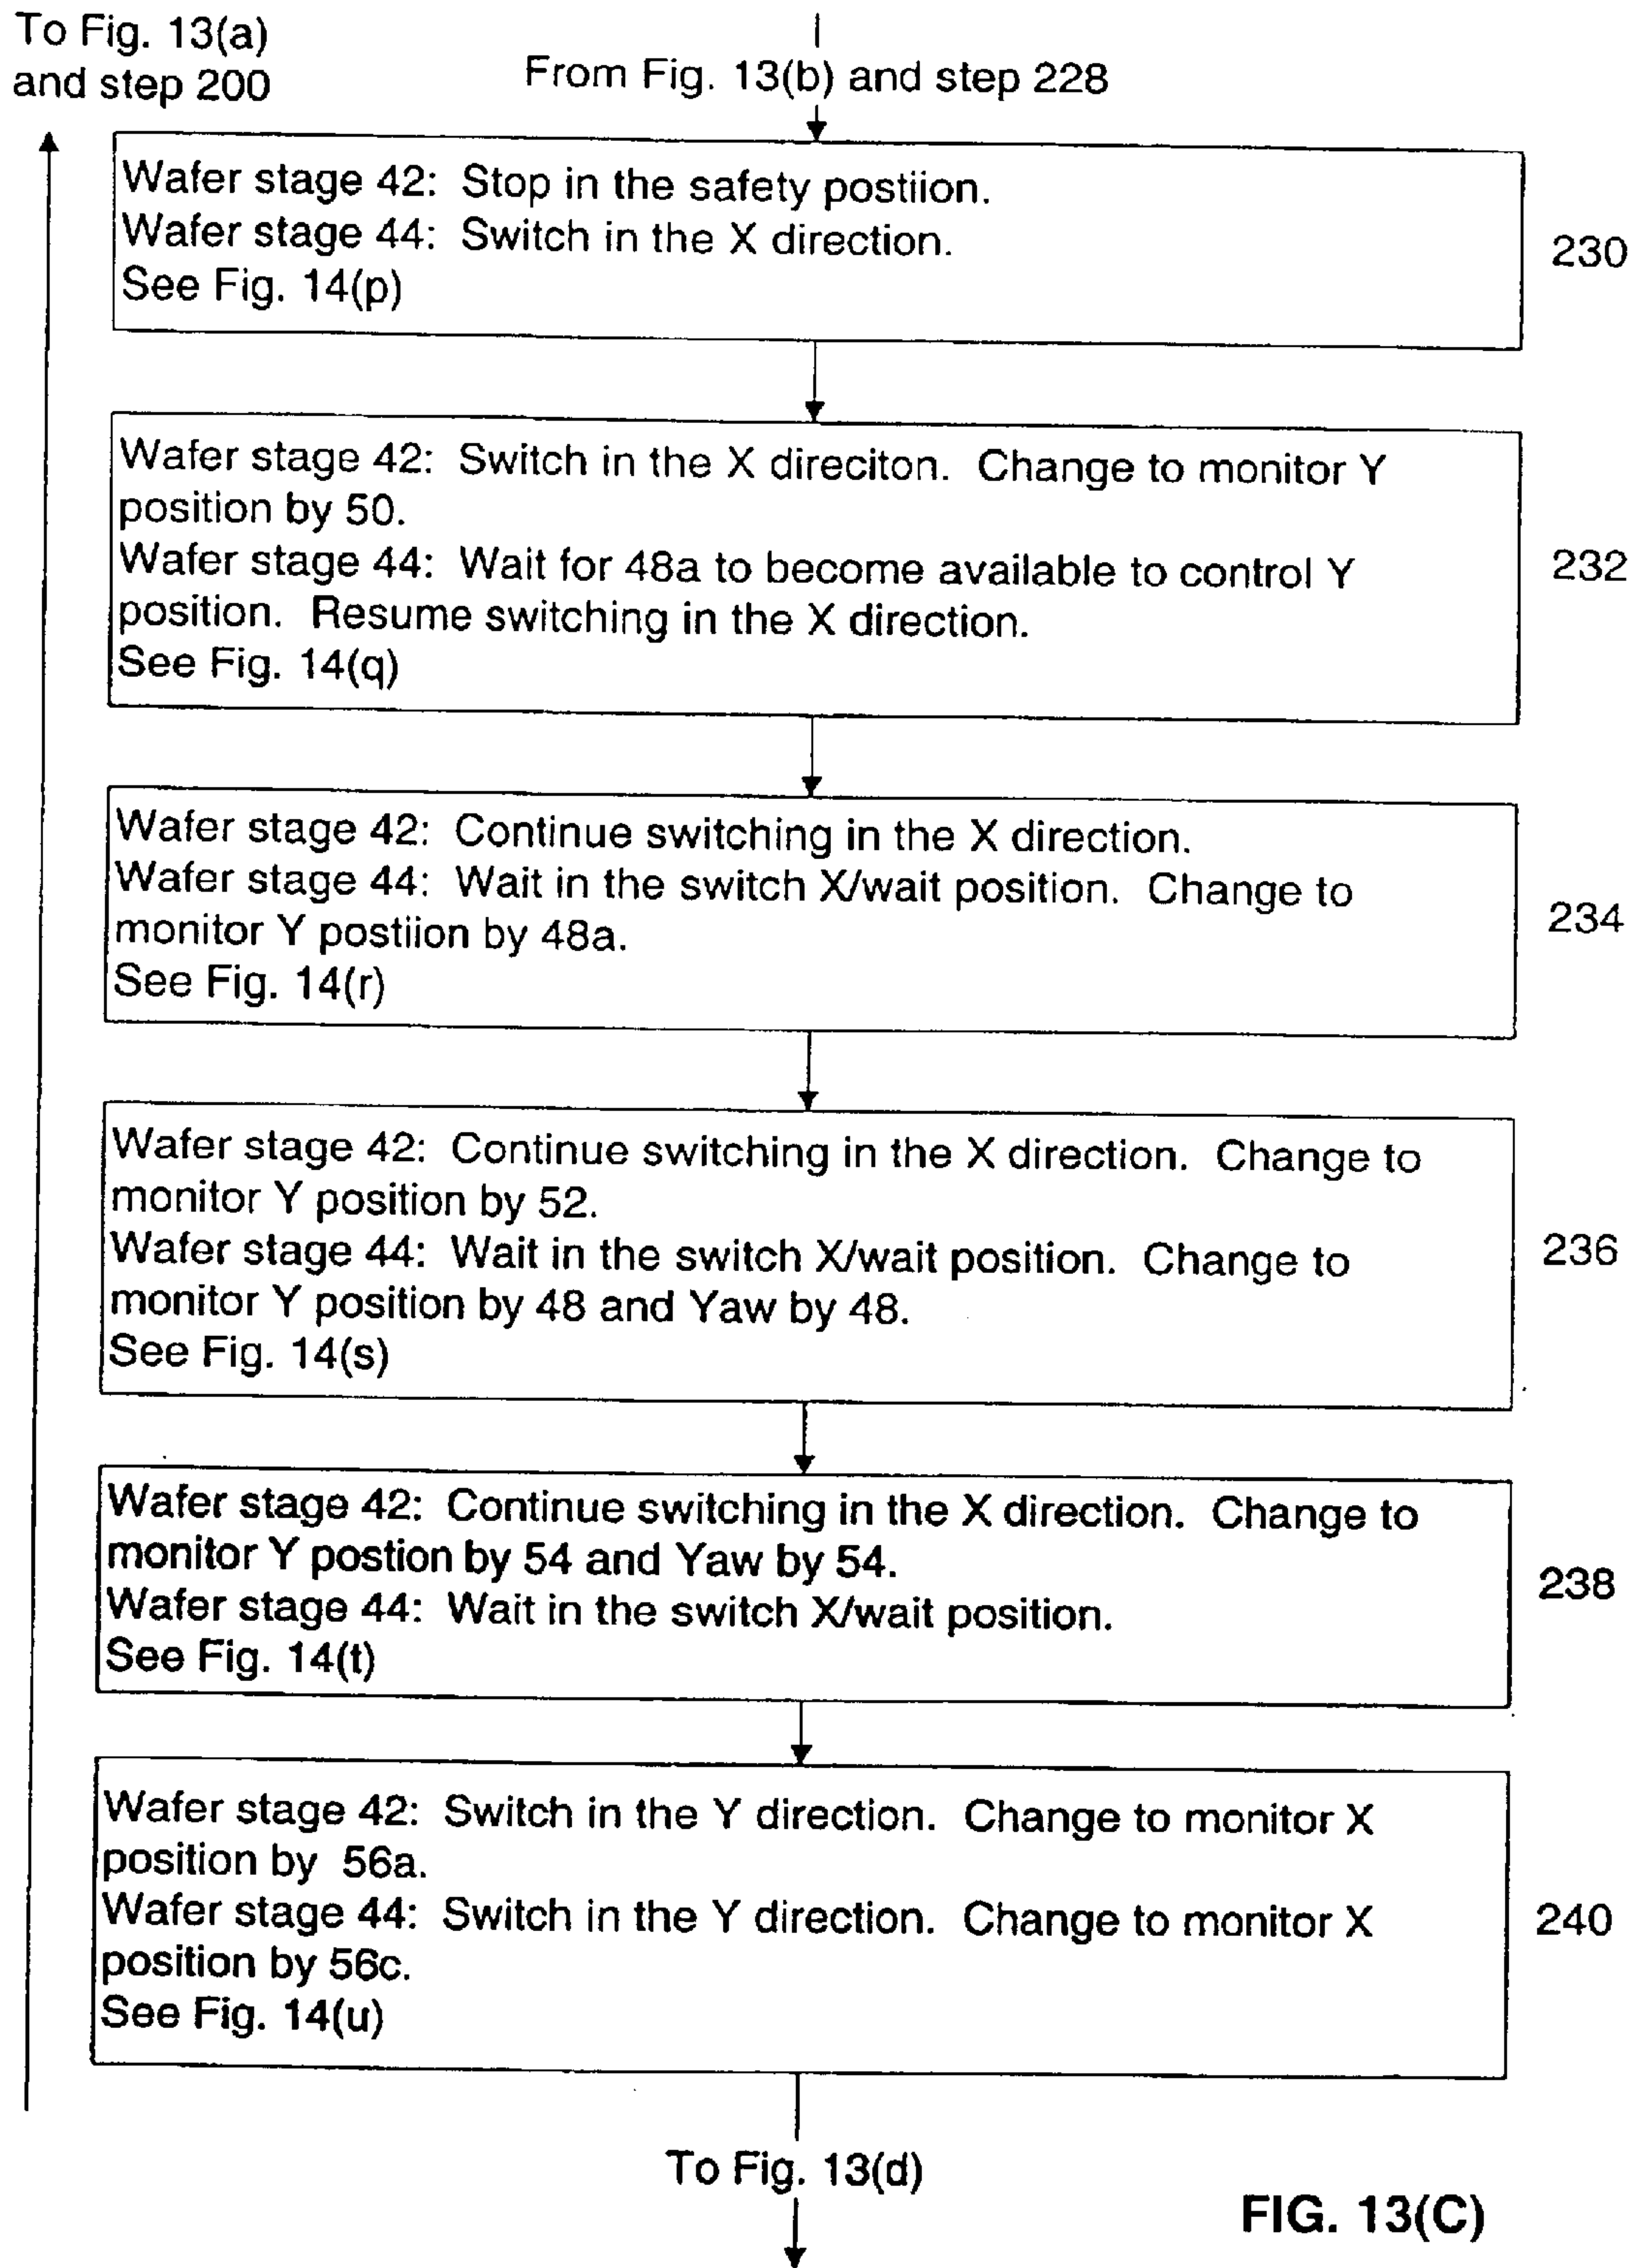 To Fig. 13(a)
and step 200
From Fig. 13(b) and step 228
Wafer stage 42: Stop in the safety postiion.
Wafer stage 44: Switch in the X direction.
See Fig. 14(p)
230
Wafer stage 42: Switch in the X direciton. Change to monitor Y
position by 50.
Wafer stage 44: Wait for 48a to become available to control Y
position. Resume switching in the X direction.
See Fig. 14(q)
232
Wafer stage 42: Continue switching in the X direction.
Wafer stage 44: Wait in the switch X/wait position. Change to
monitor Y postiion by 48a.
See Fig. 14(r)
234
Wafer stage 42: Continue switching in the X direction. Change to
monitor Y position by 52.
Wafer stage 44: Wait in the switch X/wait position. Change to
monitor Y position by 48 and Yaw by 48.
See Fig. 14(s)
236
Wafer stage 42: Continue switching in the X direction. Change to
monitor Y postion by 54 and Yaw by 54.
Wafer stage 44: Wait in the switch X/wait position.
See Fig. 14(t)
238
Wafer stage 42: Switch in the Y direction. Change to monitor X
position by 56a.
Wafer stage 44: Switch in the Y direction. Change to monitor X
position by 56c.
See Fig. 14(u)
240
To Fig. 13(d)
FIG. 13(C)